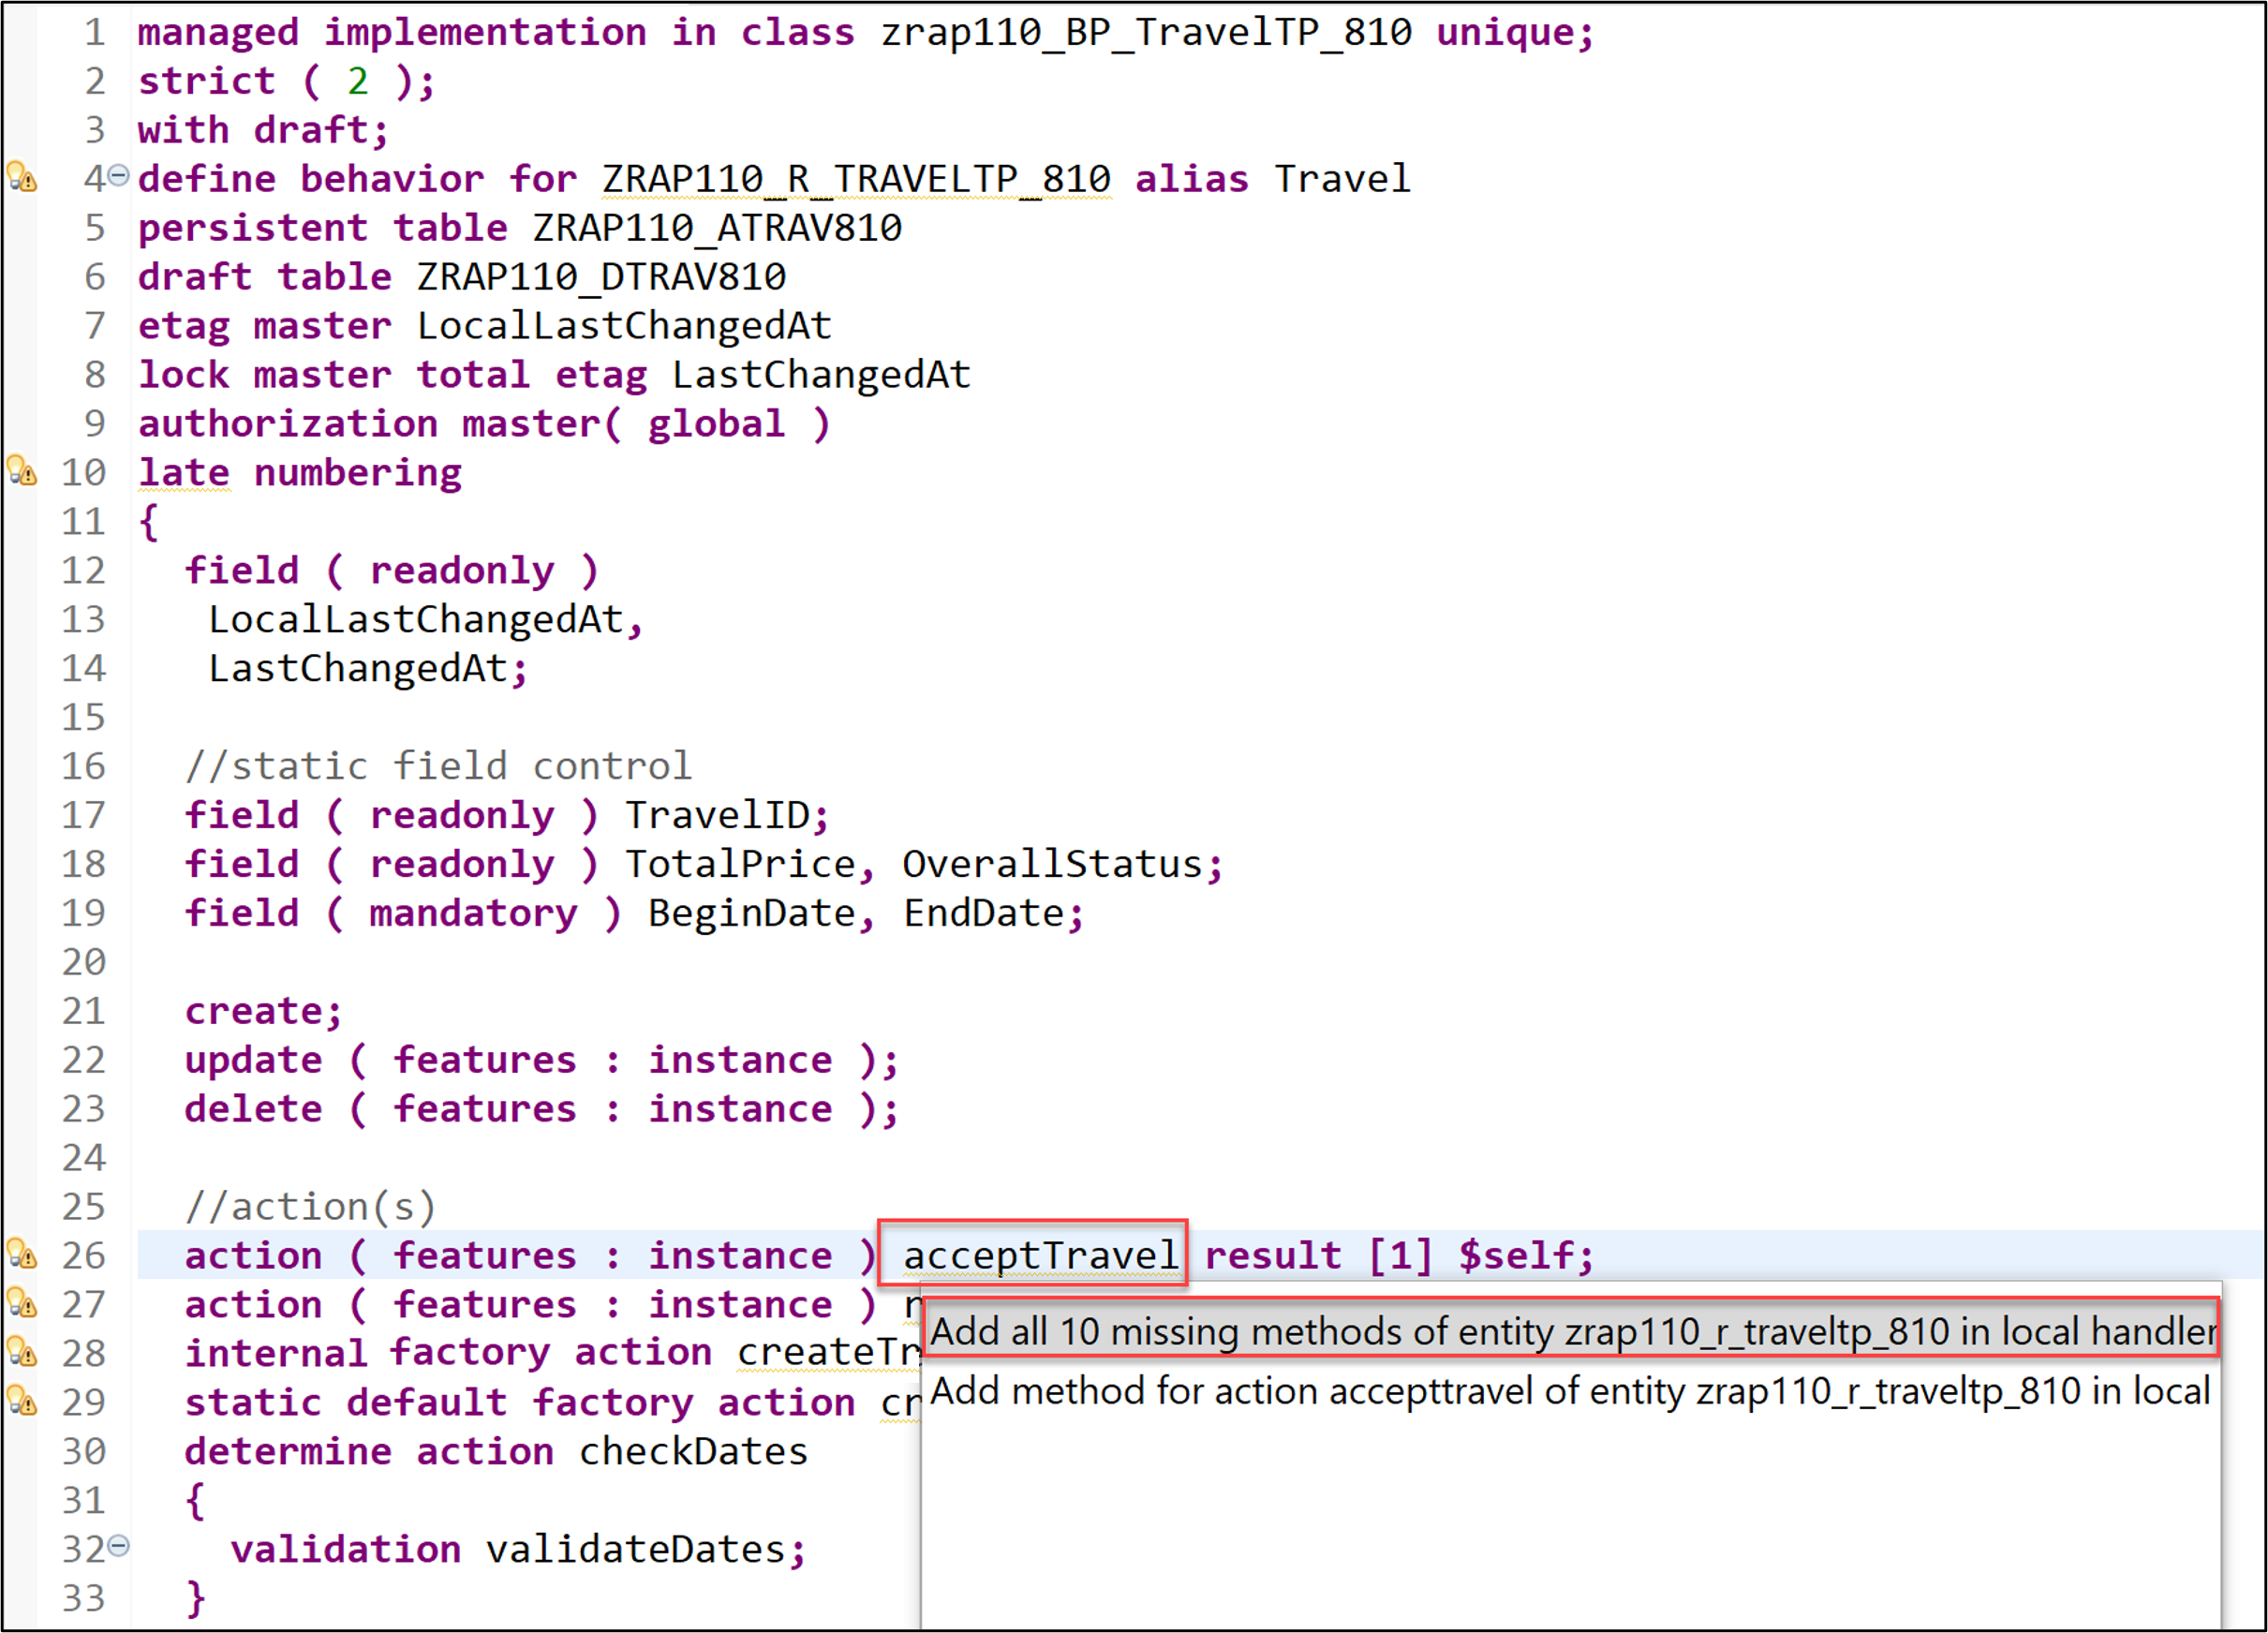 1 managed implementation in class zrap110_BP_TravelTP_810 unique;
2 strict ( 2 );
3 with draft;
4 define behavior for ZRAP110_R_TRAVELTP_810 alias Travel
5 persistent table ZRAP110_ATRAV810
6 draft table ZRAP110_DTRAV810
7 etag master LocalLastChangedAt
8 lock master total etag LastChangedAt
9 authorization master( global )
10 late numbering
11 {
12 field ( readonly )
13 LocalLastChangedAt,
14 LastChangedAt;
15
16 //static field control
17 field ( readonly ) TravelID;
18 field ( readonly ) TotalPrice, OverallStatus;
19 field ( mandatory ) BeginDate, EndDate;
20
21 create;
22 update ( features : instance );
23 delete ( features : instance );
24
25 //action(s)
26 action ( features : instance ) acceptTravel result [1] $self;
27 action ( features : instance )
Add all 10 missing methods of entity zrap110_r_traveltp_810 in local handler
28 internal factory action createTr
29 static default factory action cr
Add method for action accepttravel of entity zrap110_r_traveltp_810 in local
30 determine action checkDates
31 {
32 validation validateDates;
33 }